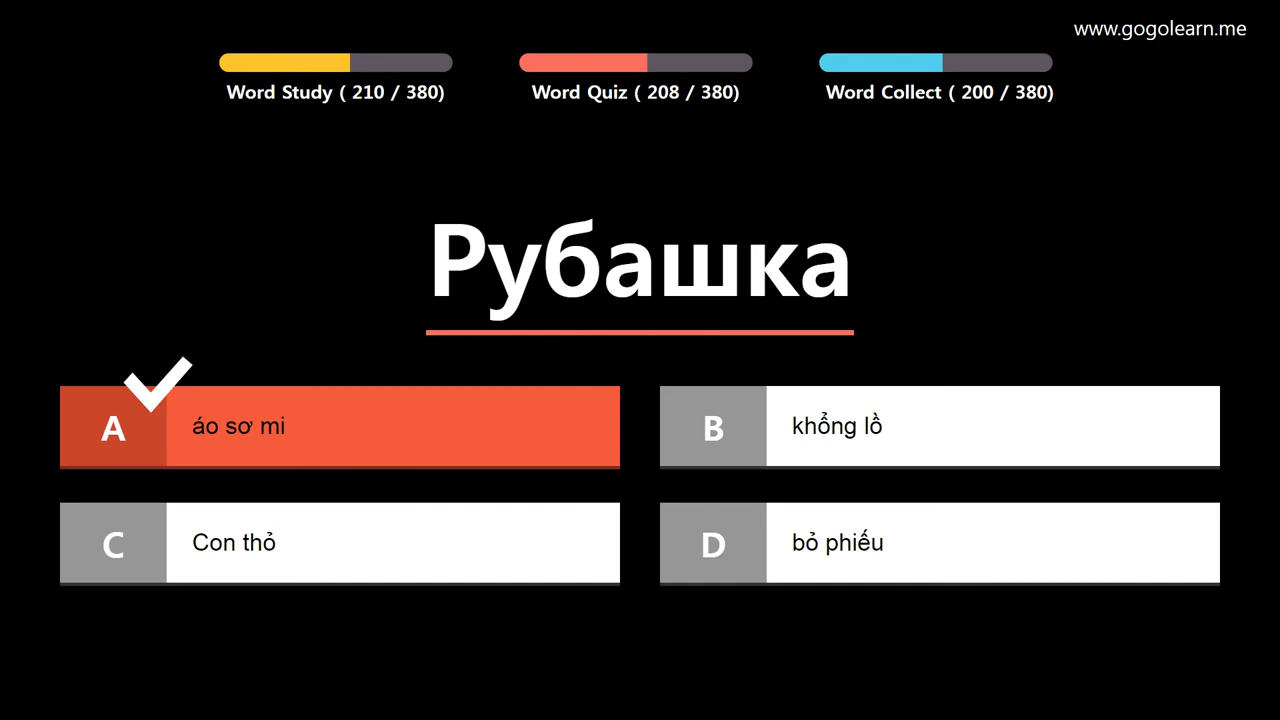 www.gogolearn.me
Word Study ( 210 / 380)
Word Quiz ( 208 / 380)
Word Collect ( 200 / 380)
Рубашка
A
áo sơ mi
B
khổng lồ
C
Con thỏ
D
bỏ phiếu